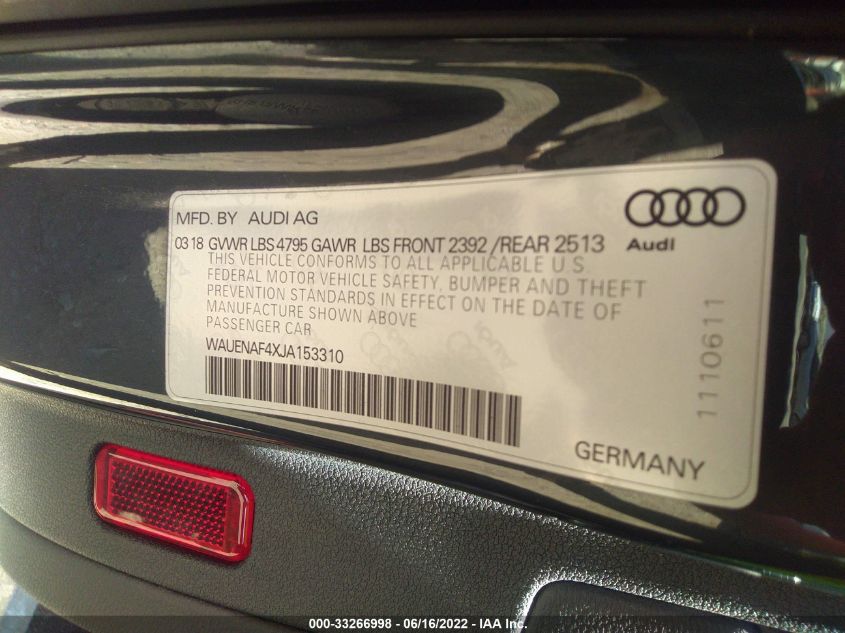 MFD. BY AUDI AG
03 18 GVWR LBS 4795 GAWR LBS FRONT 2392 /REAR 2513
Audi
THIS VEHICLE CONFORMS TO ALL APPLICABLE U.S.
FEDERAL MOTOR VEHICLE SAFETY, BUMPER AND THEFT
PREVENTION STANDARDS IN EFFECT ON THE DATE OF
MANUFACTURE SHOWN ABOVE
PASSENGER CAR
WAUENAF4XJA153310
1110611
GERMANY
000-33266998 - 06/16/2022 - IAA Inc.